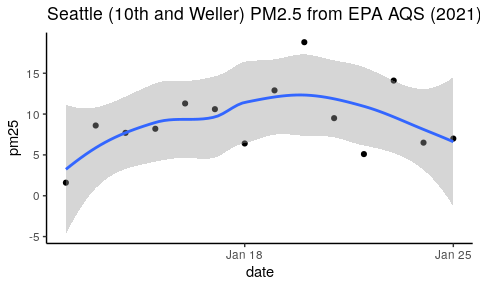 Seattle (10th and Weller) PM2.5 from EPA AQS (2021)
15
10
5
0
-5
pm25
Jan 18
Jan 25
date